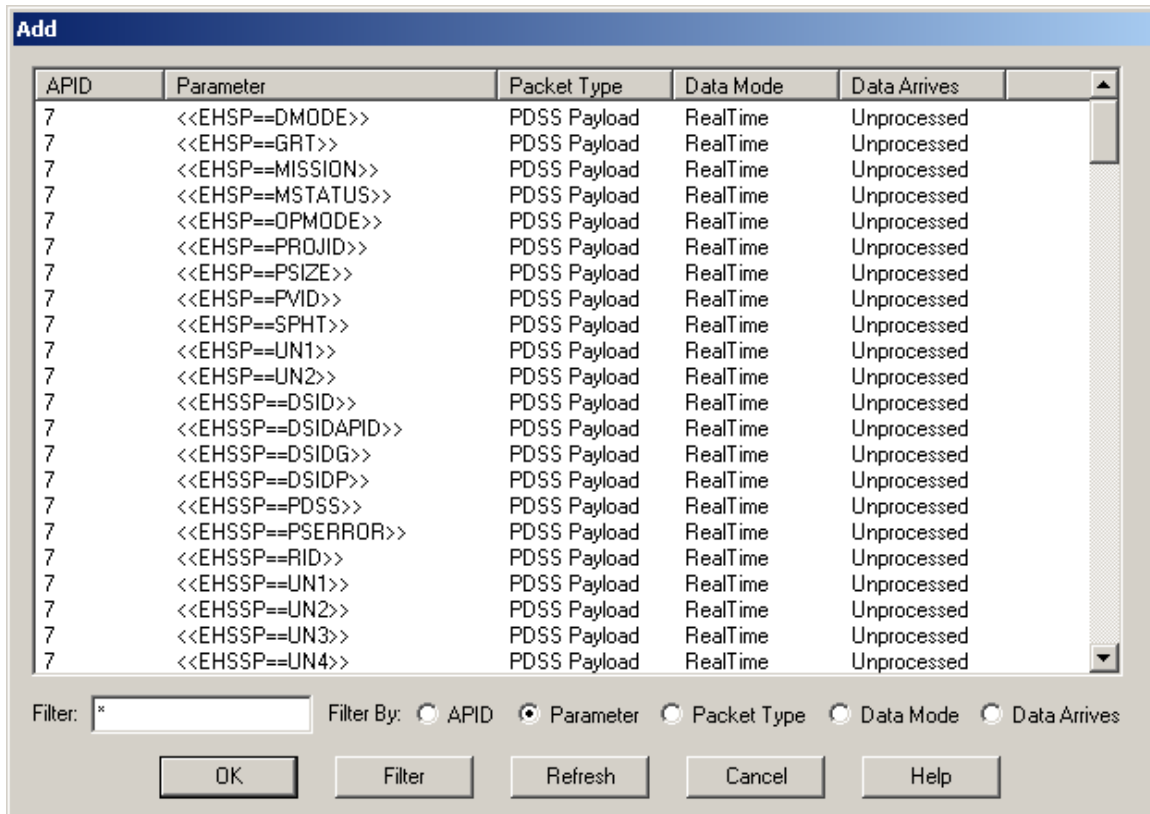 Add
APID Parameter Packet Type Data Mode Data Arrives
7 <<EHSP==DMODE>> PDSS Payload RealTime Unprocessed
7 <<EHSP==GRT>> PDSS Payload RealTime Unprocessed
7 <<EHSP==MISSION>> PDSS Payload RealTime Unprocessed
7 <<EHSP==MSTATUS>> PDSS Payload RealTime Unprocessed
7 <<EHSP==OPMODE>> PDSS Payload RealTime Unprocessed
7 <<EHSP==PROJID>> PDSS Payload RealTime Unprocessed
7 <<EHSP==PSIZE>> PDSS Payload RealTime Unprocessed
7 <<EHSP==PVID>> PDSS Payload RealTime Unprocessed
7 <<EHSP==SPHT>> PDSS Payload RealTime Unprocessed
7 <<EHSP==UN1>> PDSS Payload RealTime Unprocessed
7 <<EHSP==UN2>> PDSS Payload RealTime Unprocessed
7 <<EHSSP==DSID>> PDSS Payload RealTime Unprocessed
7 <<EHSSP==DSIDAPID>> PDSS Payload RealTime Unprocessed
7 <<EHSSP==DSIDG>> PDSS Payload RealTime Unprocessed
7 <<EHSSP==DSIDP>> PDSS Payload RealTime Unprocessed
7 <<EHSSP==PDSS>> PDSS Payload RealTime Unprocessed
7 <<EHSSP==PSERROR>> PDSS Payload RealTime Unprocessed
7 <<EHSSP==RID>> PDSS Payload RealTime Unprocessed
7 <<EHSSP==UN1>> PDSS Payload RealTime Unprocessed
7 <<EHSSP==UN2>> PDSS Payload RealTime Unprocessed
7 <<EHSSP==UN3>> PDSS Payload RealTime Unprocessed
7 <<EHSSP==UN4>> PDSS Payload RealTime Unprocessed
Filter: * Filter By: APID Parameter Packet Type Data Mode Data Arrives
OK Filter Refresh Cancel Help